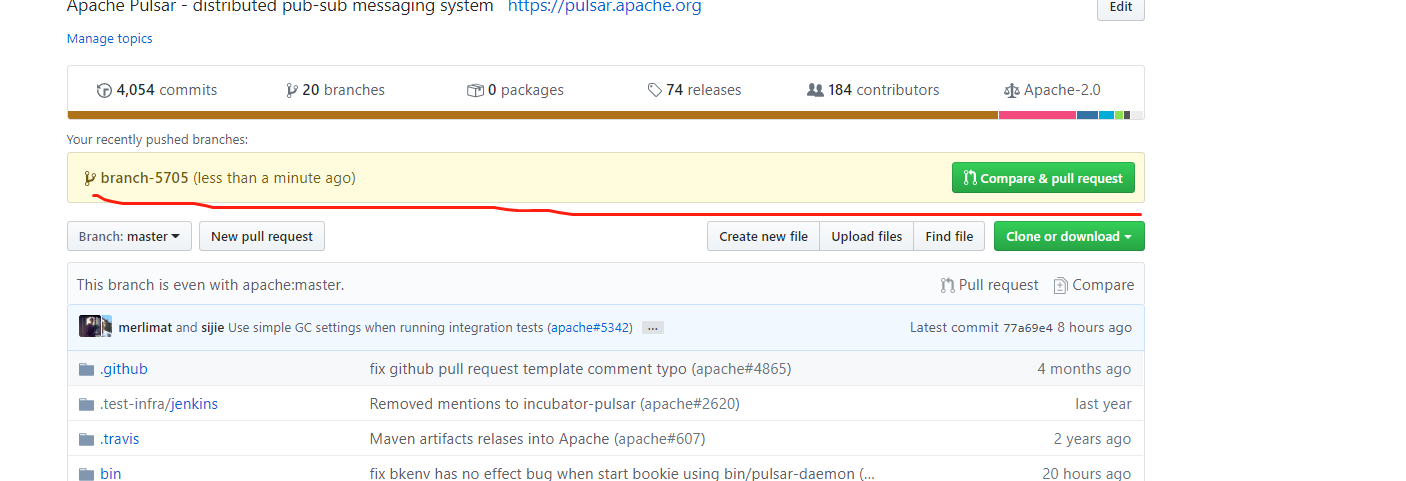 Apache Pulsar - distributed pub-sub messaging system https://pulsar.apache.org Edit
Manage topics
4,054 commits 20 branches 0 packages 74 releases 184 contributors Apache-2.0
Your recently pushed branches:
branch-5705 (less than a minute ago) Compare & pull request
Branch: master New pull request Create new file Upload files Find file Clone or download
This branch is even with apache:master. Pull request Compare
merlimat and sijie Use simple GC settings when running integration tests (apache#5342) ... Latest commit 77a69e4 8 hours ago
.github fix github pull request template comment typo (apache#4865) 4 months ago
.test-infra/jenkins Removed mentions to incubator-pulsar (apache#2620) last year
.travis Maven artifacts relases into Apache (apache#607) 2 years ago
bin fix bkenv has no effect bug when start bookie using bin/pulsar-daemon (... 20 hours ago